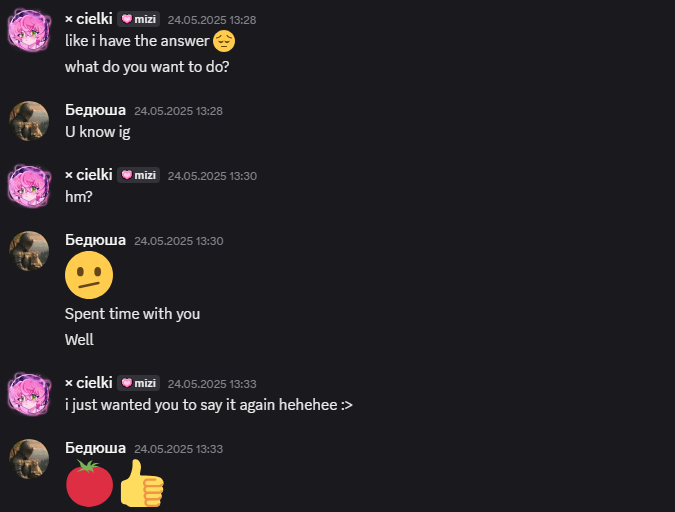 × cielki mizi 24.05.2025 13:28
like i have the answer 😔
what do you want to do?
Бедюша 24.05.2025 13:28
U know ig
× cielki mizi 24.05.2025 13:30
hm?
Бедюша 24.05.2025 13:30
🫤
Spent time with you
Well
× cielki mizi 24.05.2025 13:33
i just wanted you to say it again hehehee :>
Бедюша 24.05.2025 13:33
🍅👍